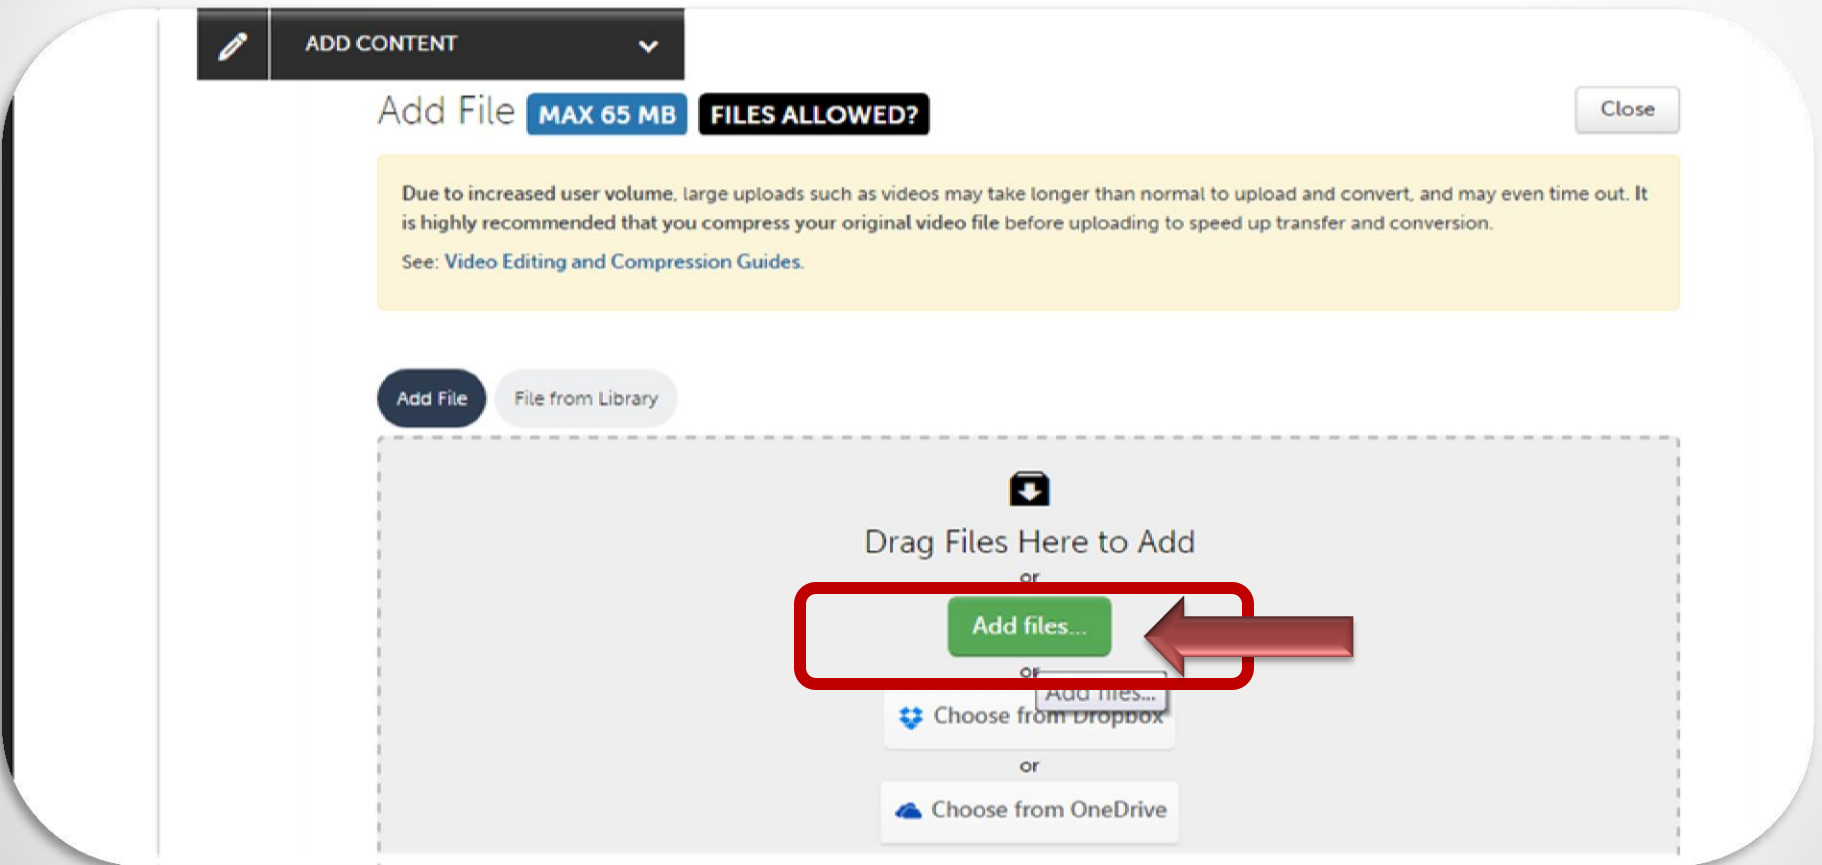 ADD CONTENT
Add File MAX 65 MB FILES ALLOWED?
Close
Due to increased user volume, large uploads such as videos may take longer than normal to upload and convert, and may even time out. It
is highly recommended that you compress your original video file before uploading to speed up transfer and conversion.
See: Video Editing and Compression Guides.
Add File
File from Library
Drag Files Here to Add
or
Add files...
or
Add files...
Choose from Dropbox
or
Choose from OneDrive